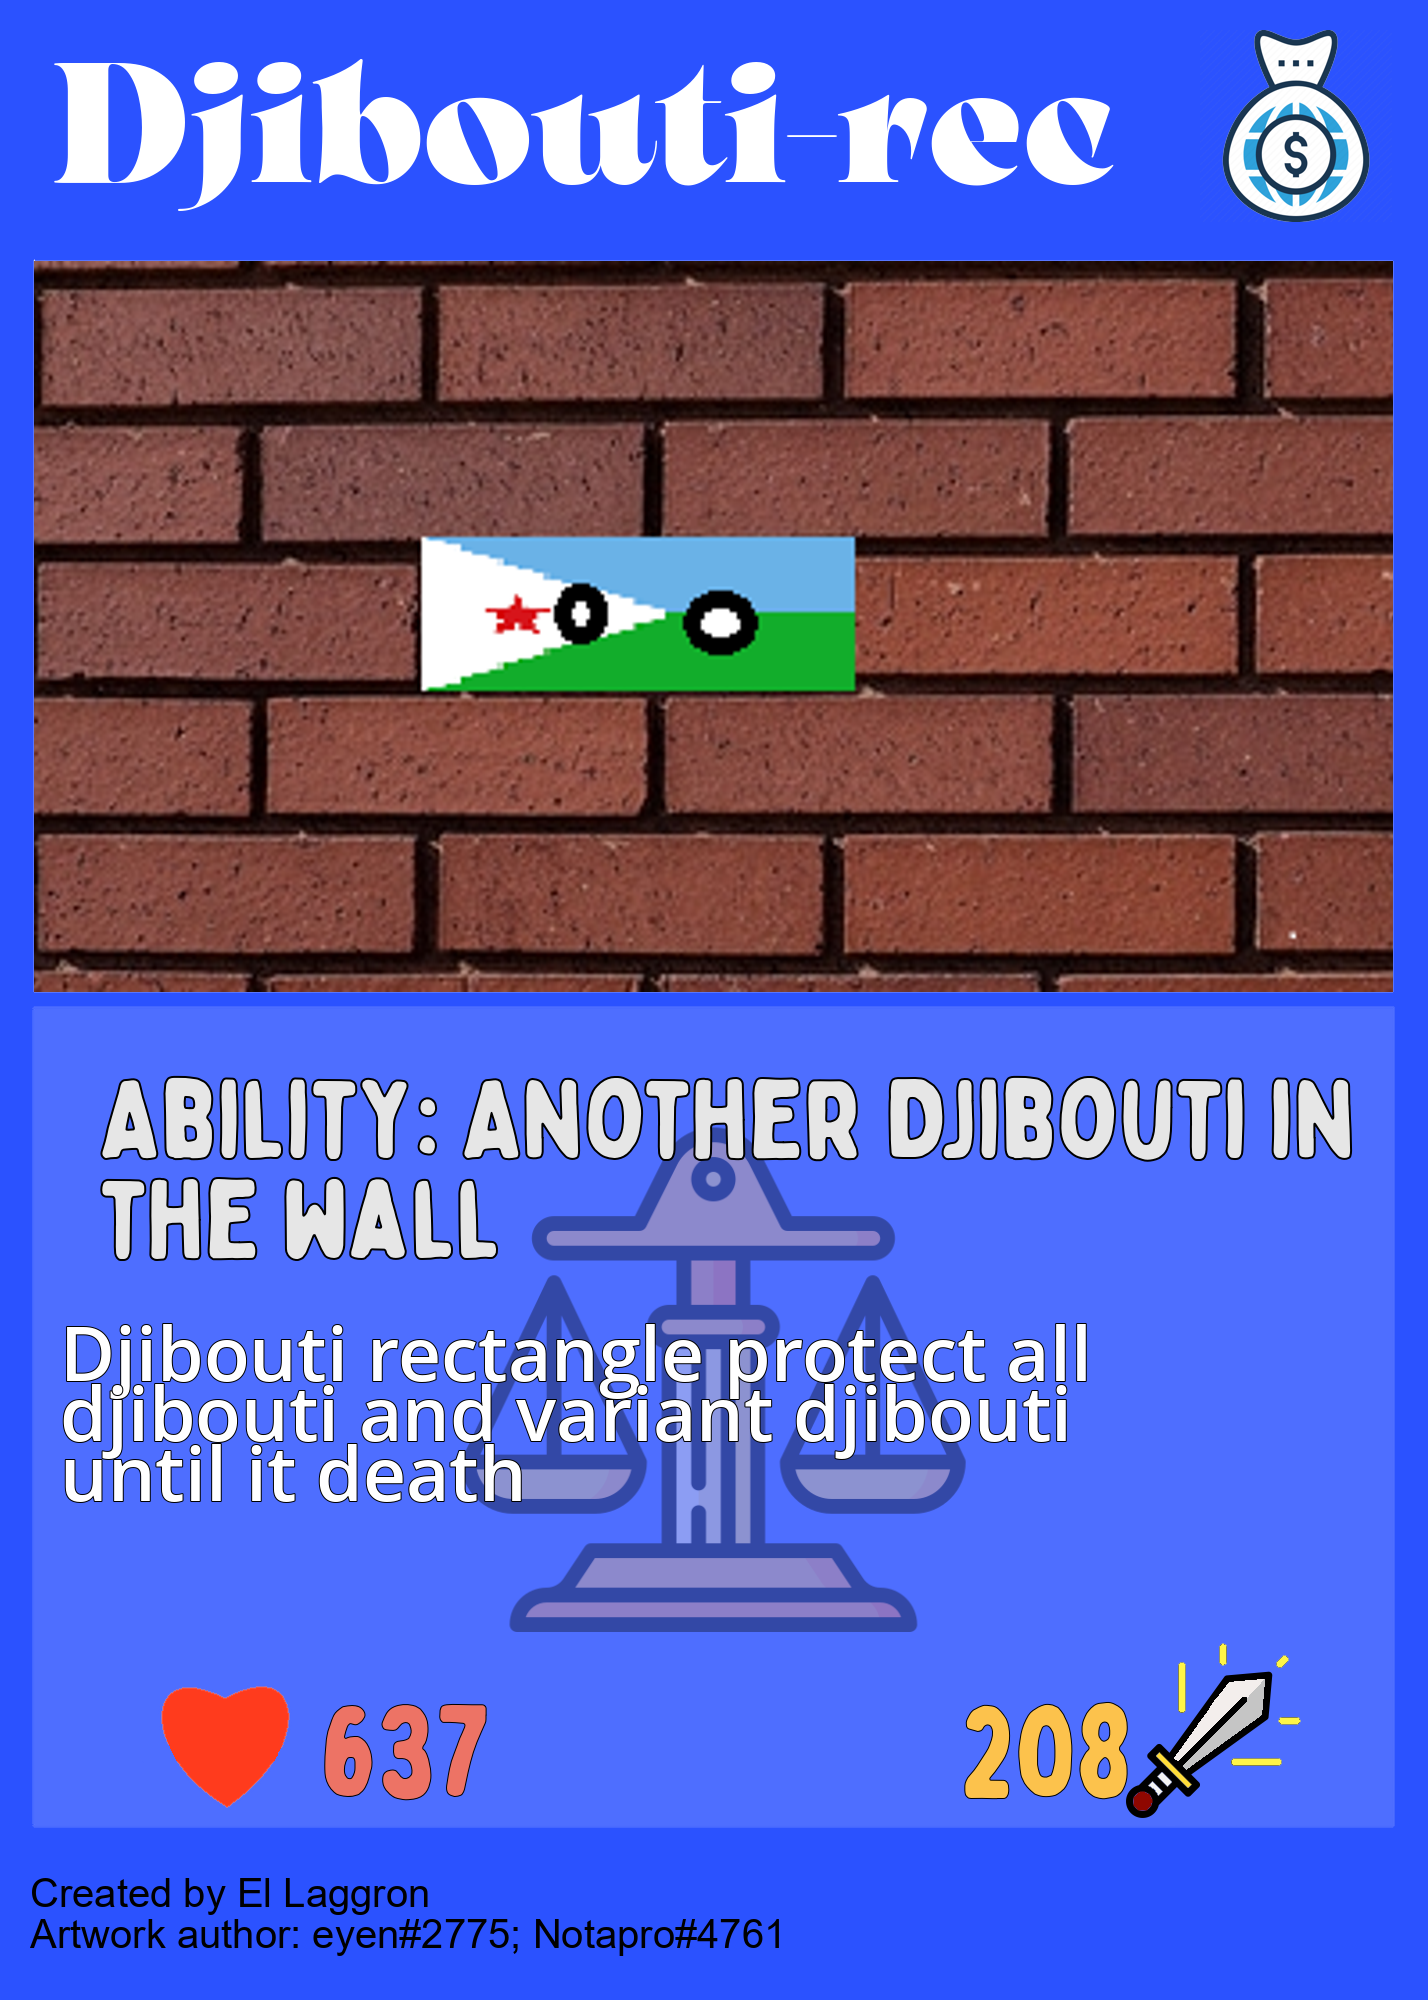 Djibouti-rec
$
ABILITY: ANOTHER DJIBOUTI IN
THE WALL
Djibouti rectangle protect all
djibouti and variant djibouti
until it death
637
208
Created by El Laggron
Artwork author: eyen#2775; Notapro#4761